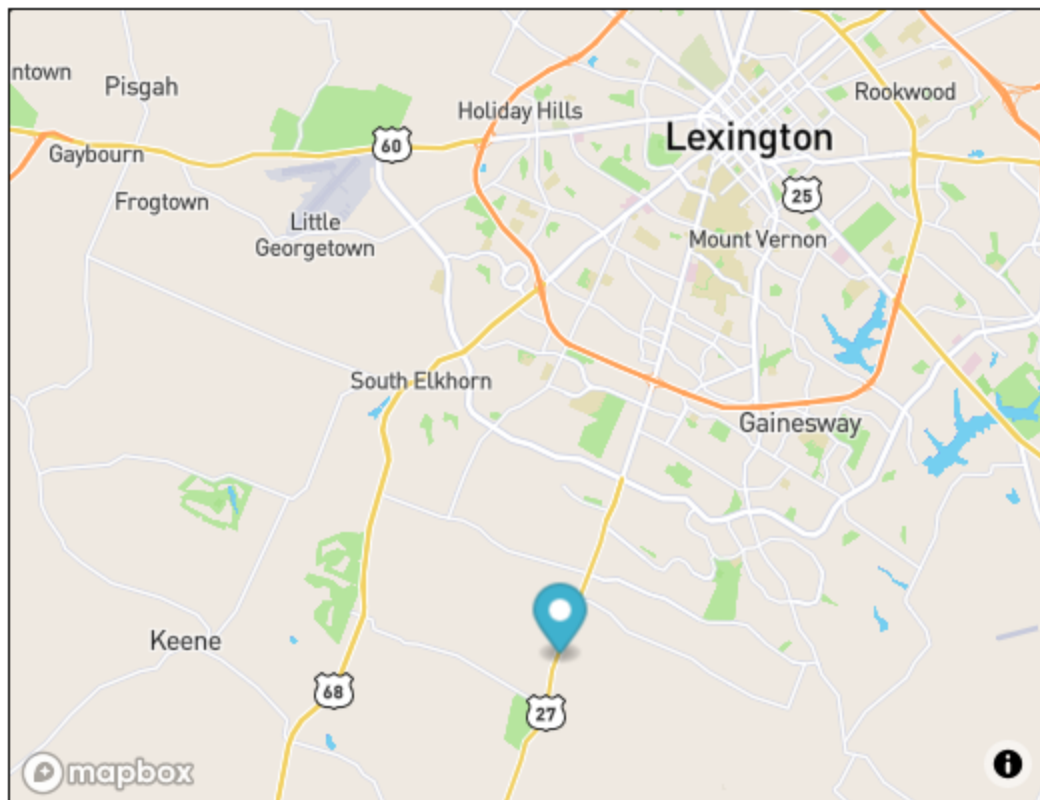 ntown
Pisgah
Holiday Hills
Rookwood
Lexington
60
Gaybourn
Frogtown
25
Little
Georgetown
Mount Vernon
South Elkhorn
Gainesway
Keene
68
27
mapbox
i